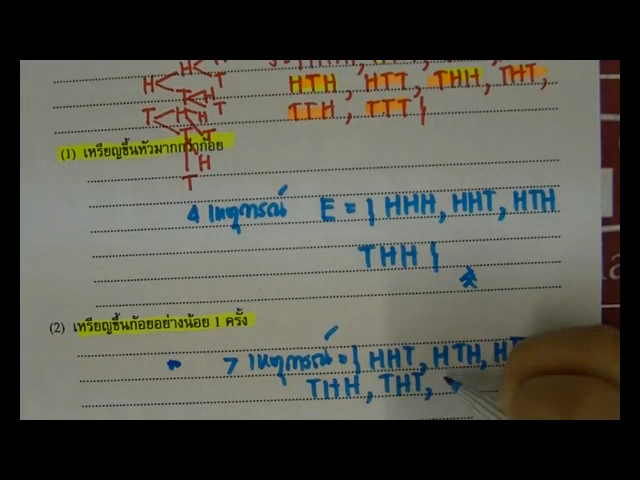 HTH, HTT, THH, THT,
TTH, TTT }
(1) เหรียญขึ้นหัวมากกว่าก้อย
4 เหตุการณ์ E = { HHH, HHT, HTH
THH }
(2) เหรียญขึ้นก้อยอย่างน้อย 1 ครั้ง
7 เหตุการณ์ = { HHT, HTH,
THH, THT,